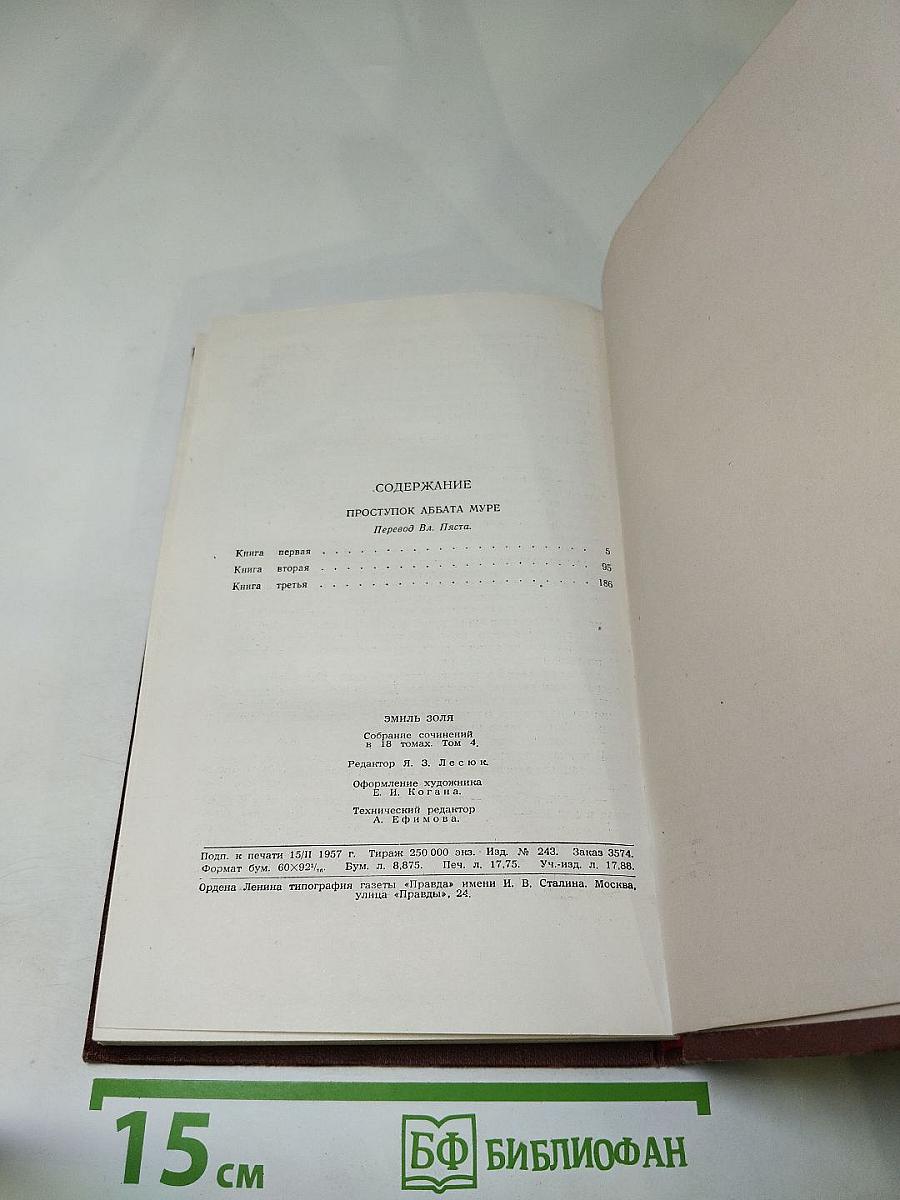 СОДЕРЖАНИЕ
ПРОСТУПОК АББАТА МУРЕ
Перевод Вл. Пяста.
Книга первая . . . . . . . . . . . . . . . . . . . . . . 5
Книга вторая . . . . . . . . . . . . . . . . . . . . . . 95
Книга третья . . . . . . . . . . . . . . . . . . . . . . 186
ЭМИЛЬ ЗОЛЯ
Собрание сочинений
в 18 томах. Том 4.
Редактор Я. З. Лесюк.
Оформление художника
Е. И. Когана.
Технический редактор
А. Ефимова.
Подп. к печати 15/II 1957 г. Тираж 250 000 экз. Изд. № 243. Заказ 3574.
Формат бум. 60×92¹/₁₆. Бум. л. 8,875. Печ. л. 17,75. Уч.-изд. л. 17,88.
Ордена Ленина типография газеты «Правда» имени И. В. Сталина. Москва,
улица «Правды», 24.
15 см
БФ БИБЛИОФАН